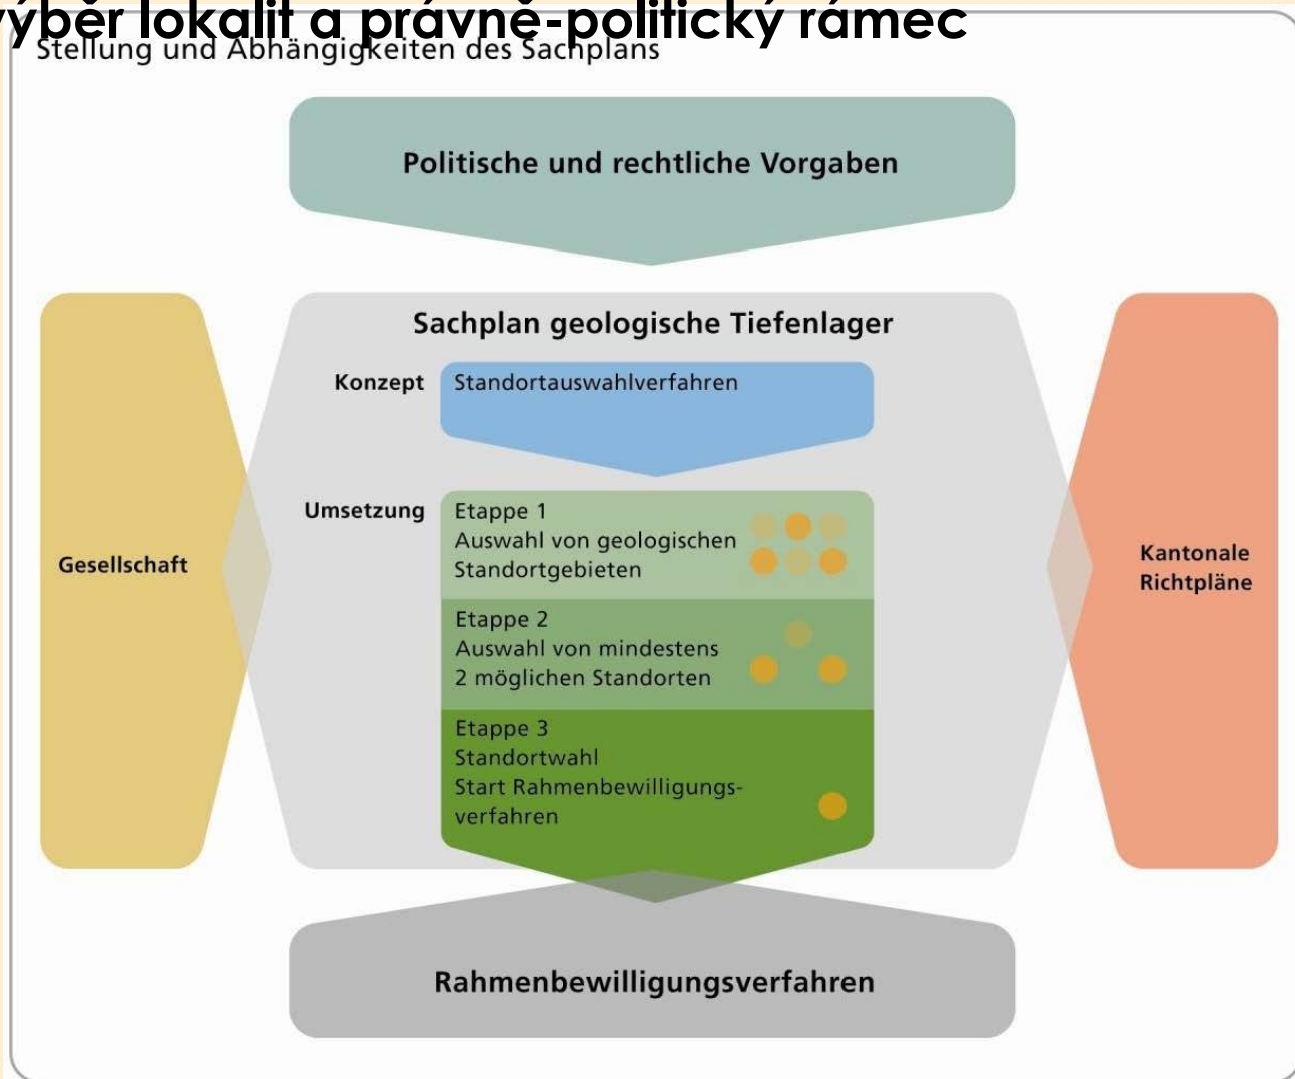 výběr lokalit a právně-politický rámec
Stellung und Abhängigkeiten des Sachplans
Politische und rechtliche Vorgaben
Sachplan geologische Tiefenlager
Konzept
Standortauswahlverfahren
Umsetzung
Etappe 1
Auswahl von geologischen
Standortgebieten
Etappe 2
Auswahl von mindestens
2 möglichen Standorten
Etappe 3
Standortwahl
Start Rahmenbewilligungs-
verfahren
Gesellschaft
Kantonale
Richtpläne
Rahmenbewilligungsverfahren